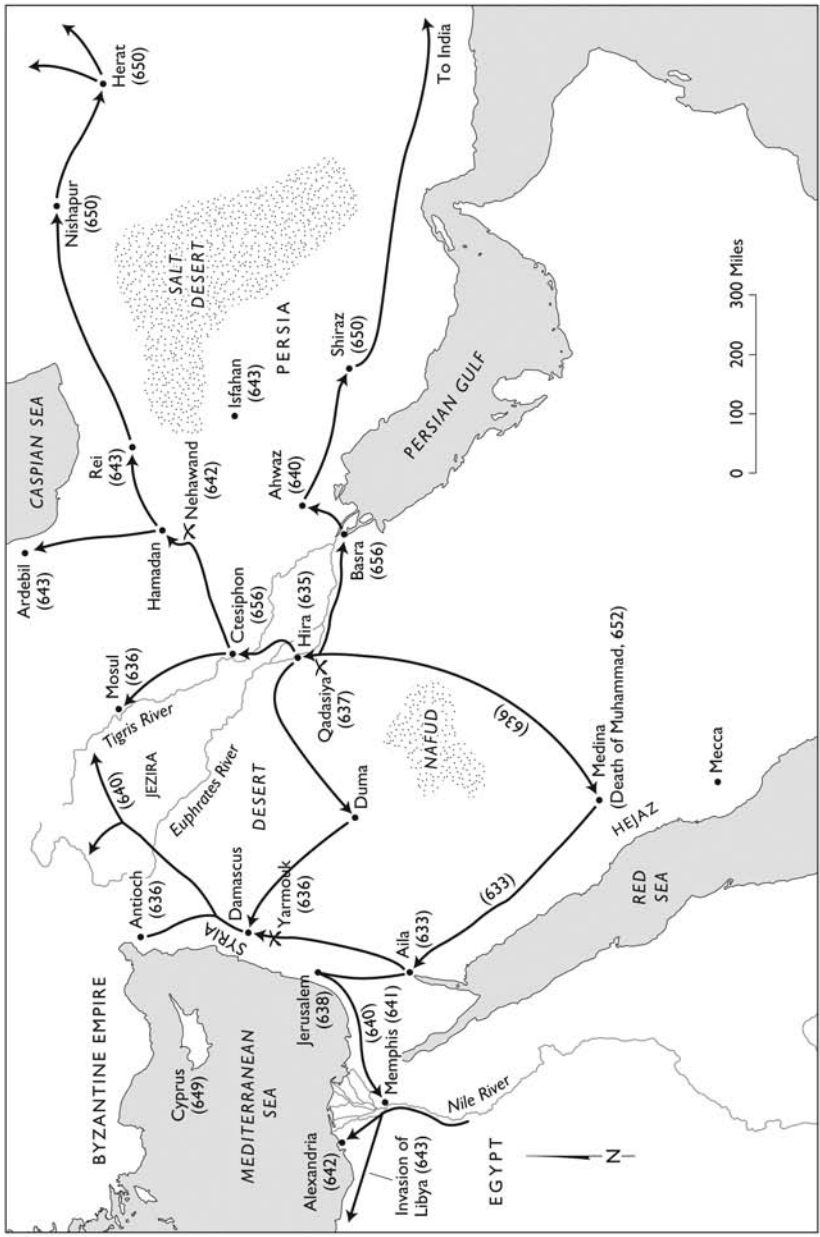 BYZANTINE EMPIRE
Cyprus
(649)
MEDITERRANEAN
SEA
Alexandria
(642)
Invasion of
Libya (643)
EGYPT
N
Nile River
Memphis (641)
(640)
Jerusalem
(638)
Aila
(633)
(633)
RED
SEA
HEJAZ
Antioch
(636)
SYRIA
Damascus
Yarmouk
(636)
Duma
DESERT
Euphrates River
JEZIRA
(640)
Tigris River
Mosul
(636)
Ctesiphon
(656)
Hira (635)
Qadasiya
(637)
NAFUD
(636)
Medina
(Death of Muhammad, 652)
Mecca
Ardebil
(643)
CASPIAN SEA
Hamadan
Nehawand
(642)
Rei
(643)
Basra
(656)
Ahwaz
(640)
Isfahan
(643)
PERSIA
SALT
DESERT
Shiraz
(650)
PERSIAN GULF
Nishapur
(650)
Herat
(650)
To India
0
100
200
300 Miles